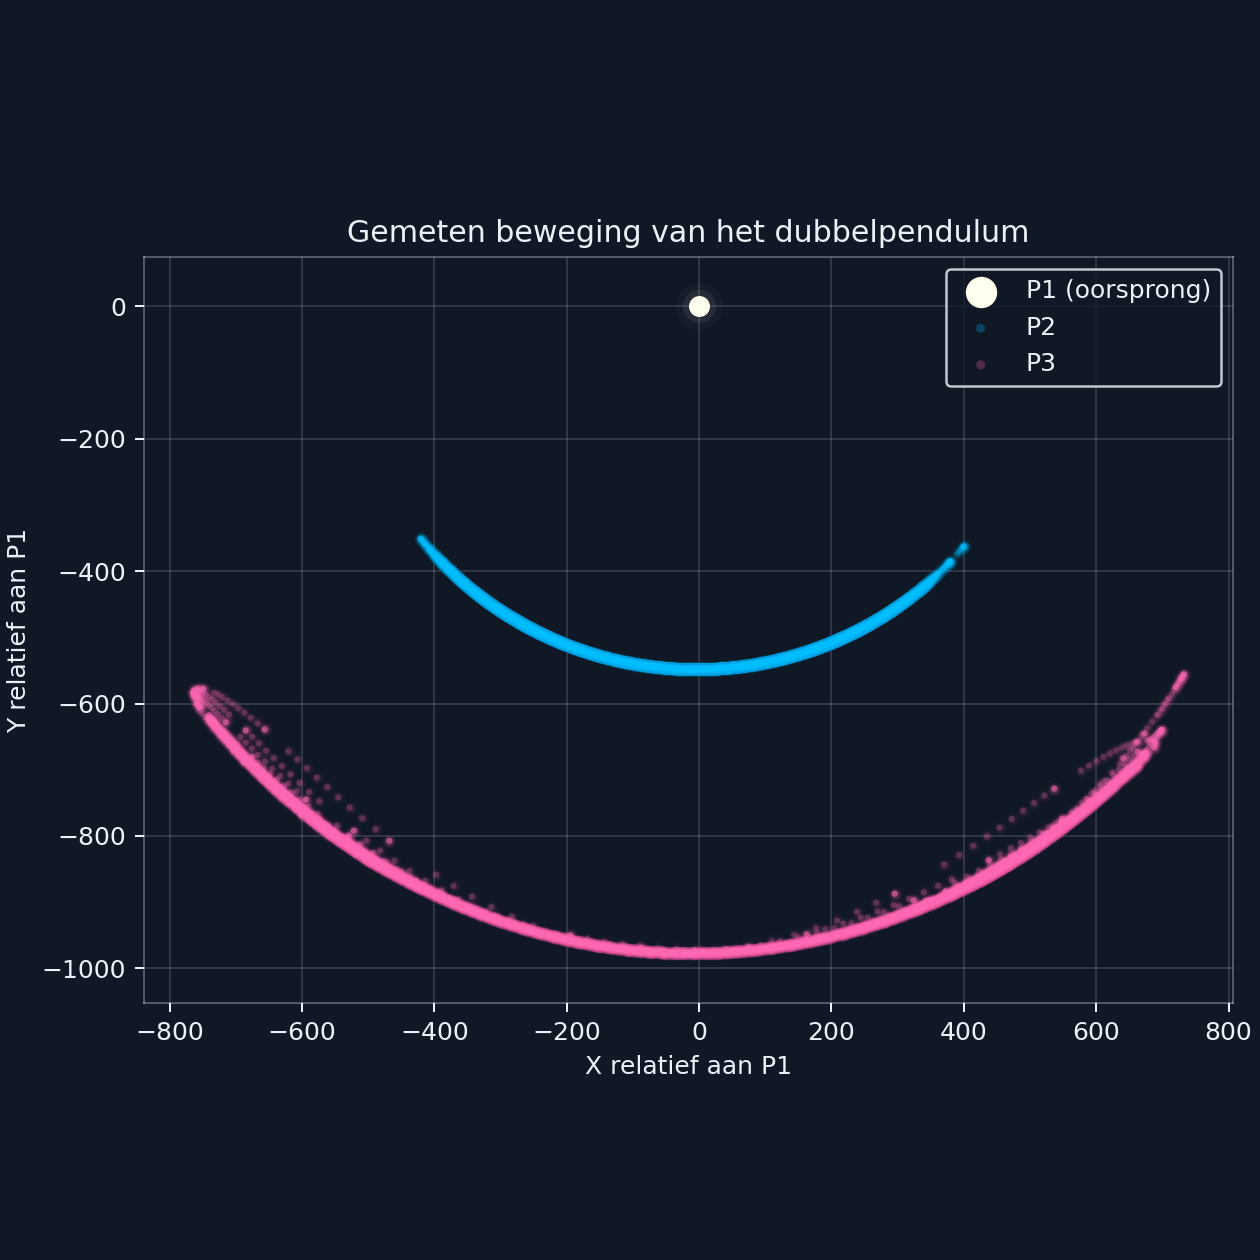 Gemeten beweging van het dubbelpendulum
P1 (oorsprong)
P2
P3
Y relatief aan P1
0
−200
−400
−600
−800
−1000
−800
−600
−400
−200
0
200
400
600
800
X relatief aan P1